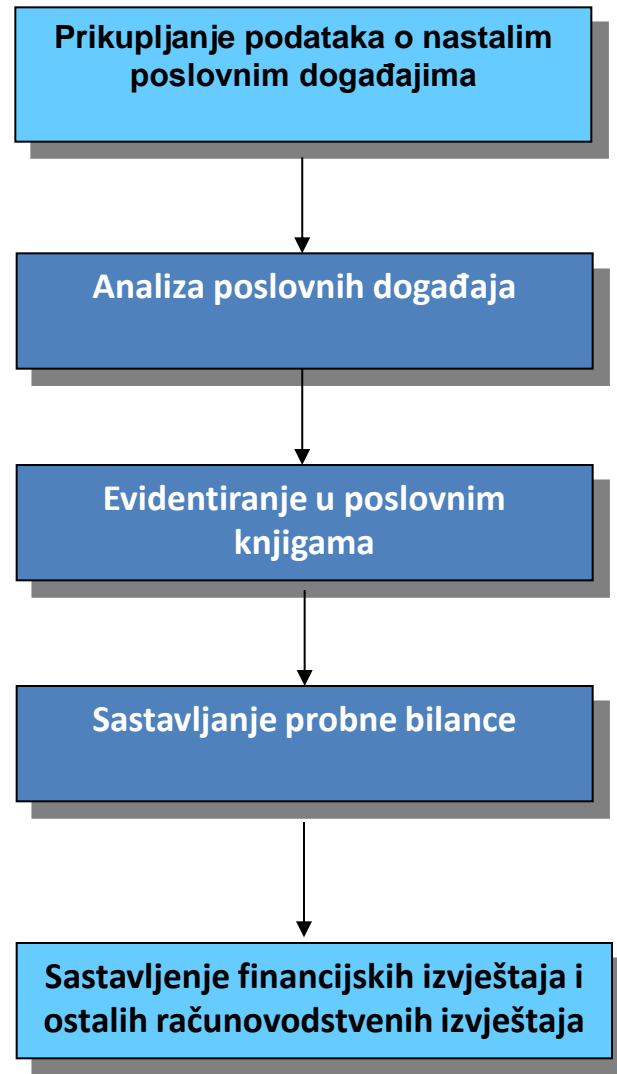 Prikupljanje podataka o nastalim
poslovnim događajima
Analiza poslovnih događaja
Evidentiranje u poslovnim
knjigama
Sastavljanje probne bilance
Sastavljenje financijskih izvještaja i
ostalih računovodstvenih izvještaja